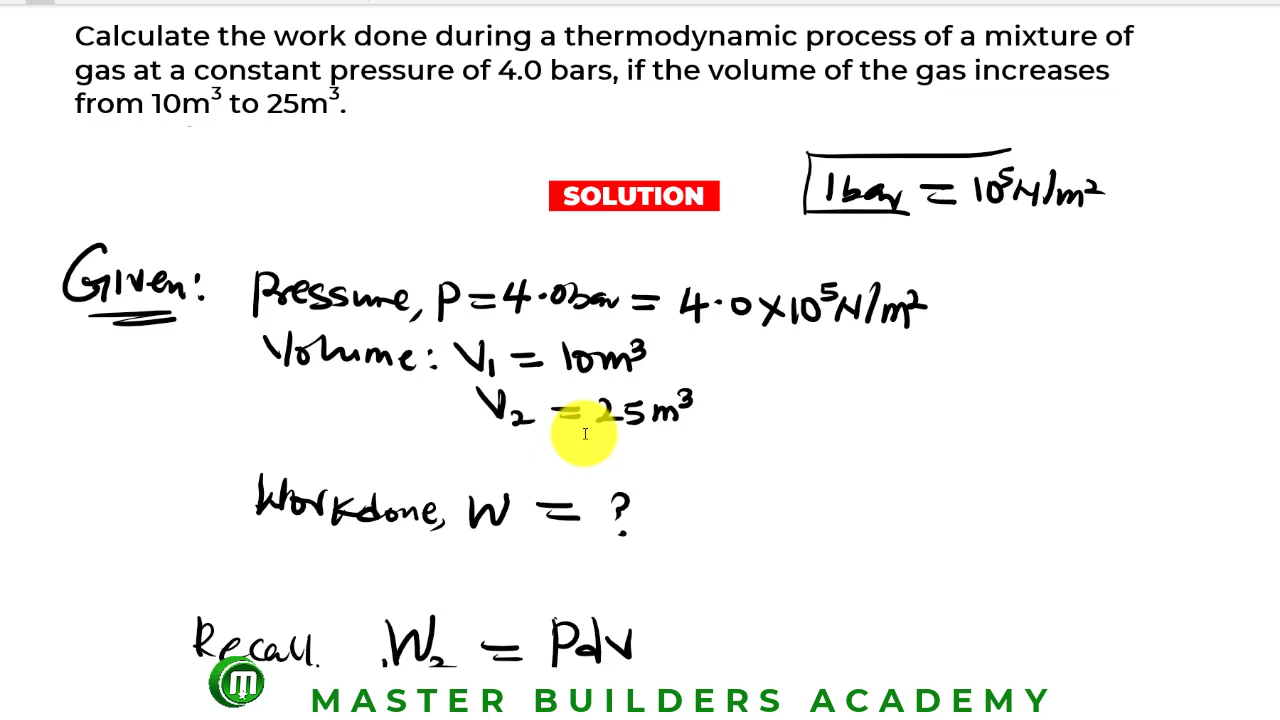 Calculate the work done during a thermodynamic process of a mixture of
gas at a constant pressure of 4.0 bars, if the volume of the gas increases
from 10m³ to 25m³.
SOLUTION
1bar = 10⁵N/m²
Given: Pressure, P = 4.0bar = 4.0 x 10⁵N/m²
Volume: V₁ = 10m³
V₂ = 25m³
Workdone, W = ?
Recall. ₁W₂ = Pdv
MASTER BUILDERS ACADEMY